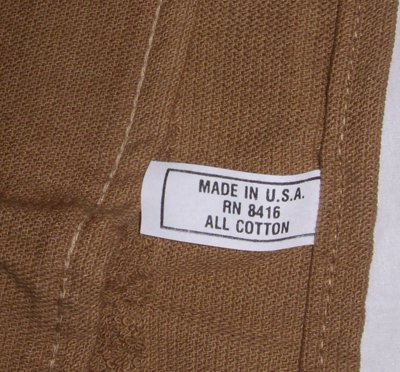 MADE IN U.S.A.
RN 8416
ALL COTTON